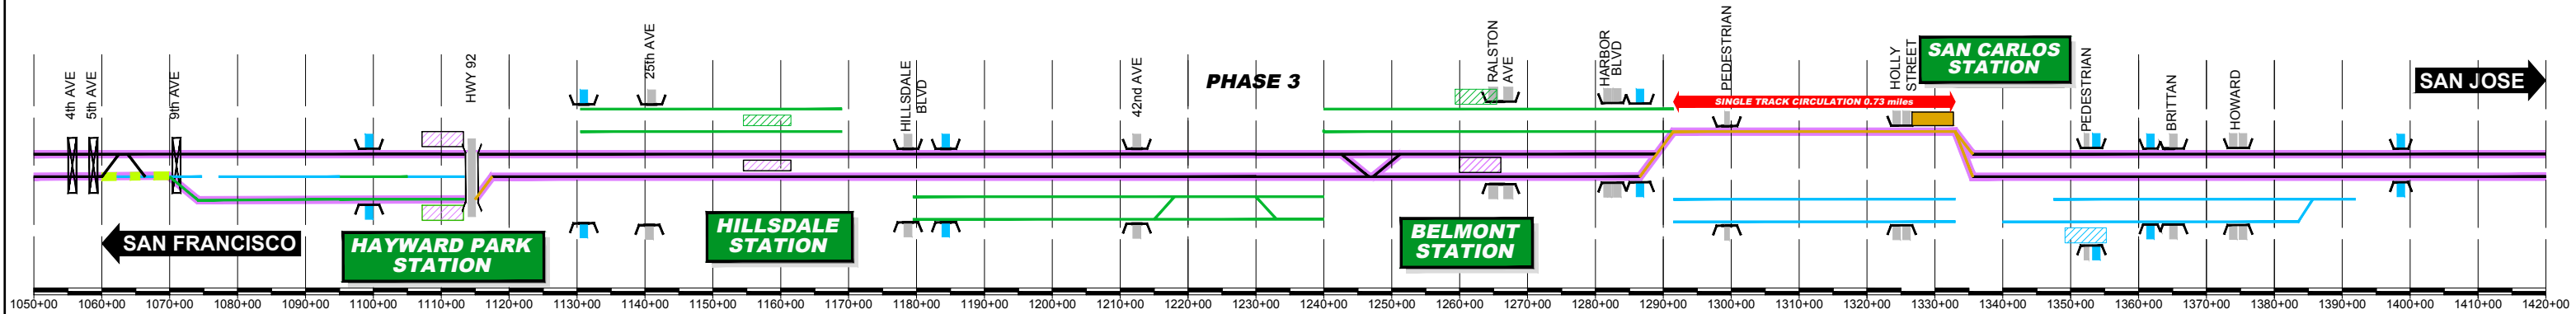 4th AVE
5th AVE
9th AVE
HWY 92
25th AVE
HILLSDALE
BLVD
42nd AVE
PHASE 3
RALSTON
AVE
HARBOR
BLVD
PEDESTRIAN
HOLLY
STREET
SAN CARLOS
STATION
PEDESTRIAN
BRITTAN
HOWARD
SAN JOSE
SINGLE TRACK CIRCULATION 0.73 miles
SAN FRANCISCO
HAYWARD PARK
STATION
HILLSDALE
STATION
BELMONT
STATION
1050+00 1060+00 1070+00 1080+00 1090+00 1100+00 1110+00 1120+00 1130+00 1140+00 1150+00 1160+00 1170+00 1180+00 1190+00 1200+00 1210+00 1220+00 1230+00 1240+00 1250+00 1260+00 1270+00 1280+00 1290+00 1300+00 1310+00 1320+00 1330+00 1340+00 1350+00 1360+00 1370+00 1380+00 1390+00 1400+00 1410+00 1420+00